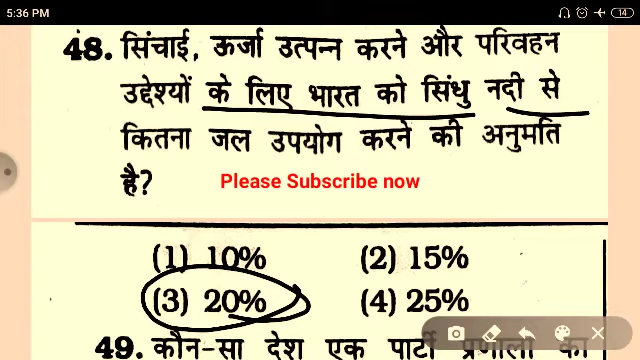 5:36 PM 14
48. सिंचाई, ऊर्जा उत्पन्न करने और परिवहन
उद्देश्यों के लिए भारत को सिंधु नदी से
कितना जल उपयोग करने की अनुमति
है?
Please Subscribe now
(1) 10% (2) 15%
(3) 20% (4) 25%
49. कौन-सा देश एक पार्टी प्रणाली का